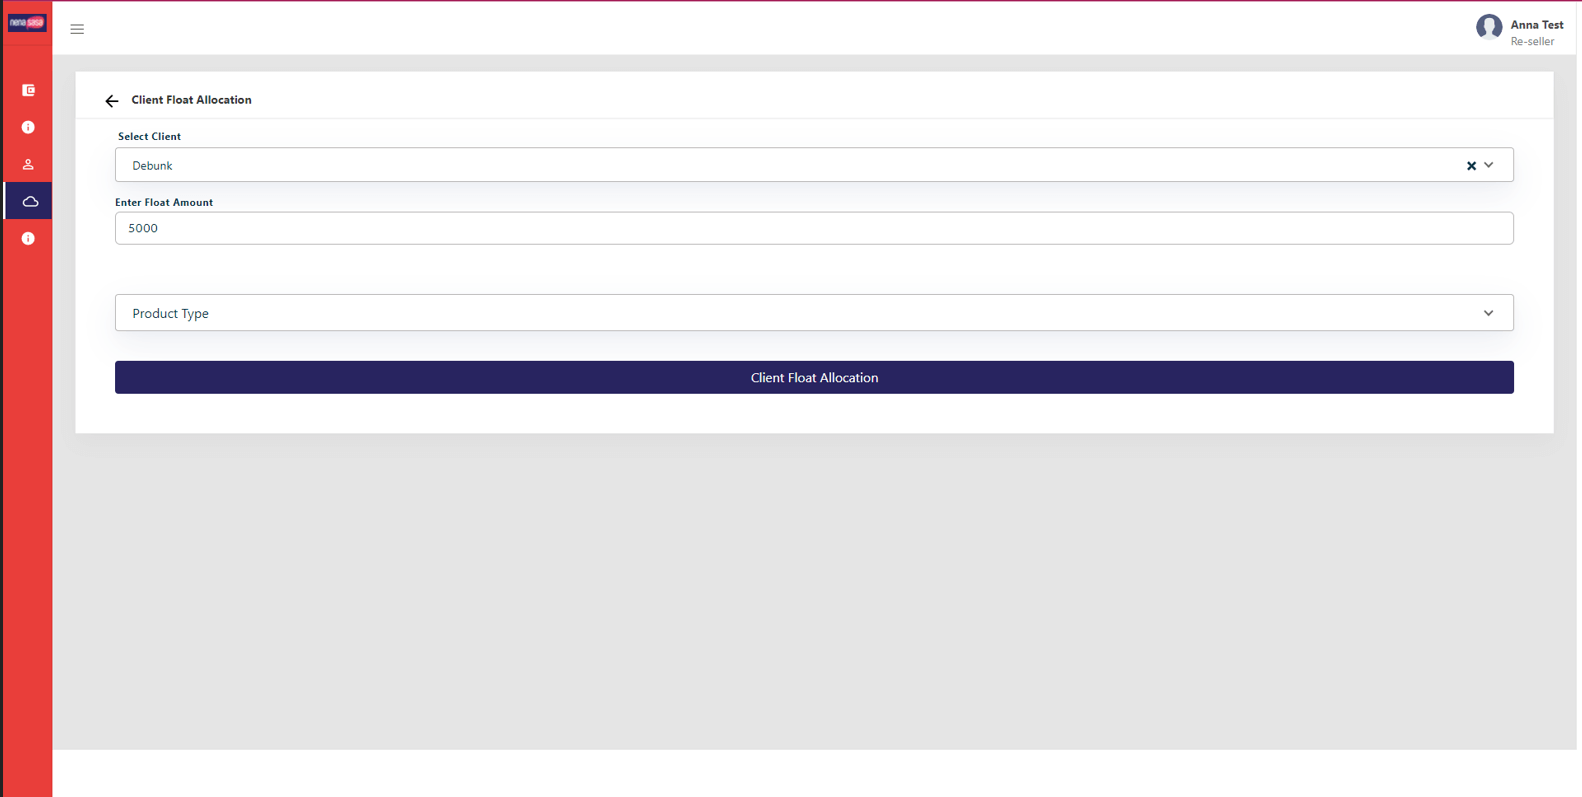 nena sasa
Anna Test
Re-seller
Client Float Allocation
Select Client
Debunk
Enter Float Amount
5000
Product Type
Client Float Allocation